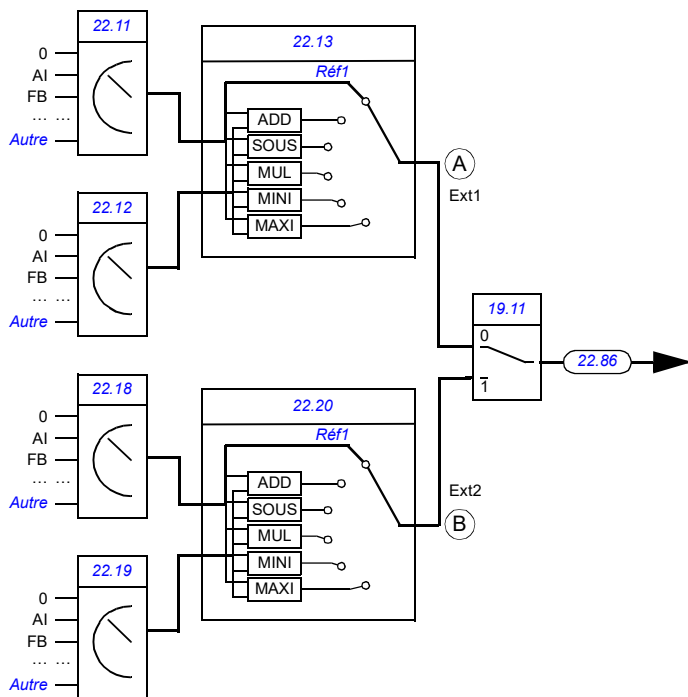 22.11
0
AI
FB
... ...
Autre
22.12
0
AI
FB
... ...
Autre
22.13
Réf1
ADD
SOUS
MUL
MINI
MAXI
A
Ext1
19.11
0
1
22.86
22.18
0
AI
FB
... ...
Autre
22.19
0
AI
FB
... ...
Autre
22.20
Réf1
ADD
SOUS
MUL
MINI
MAXI
Ext2
B